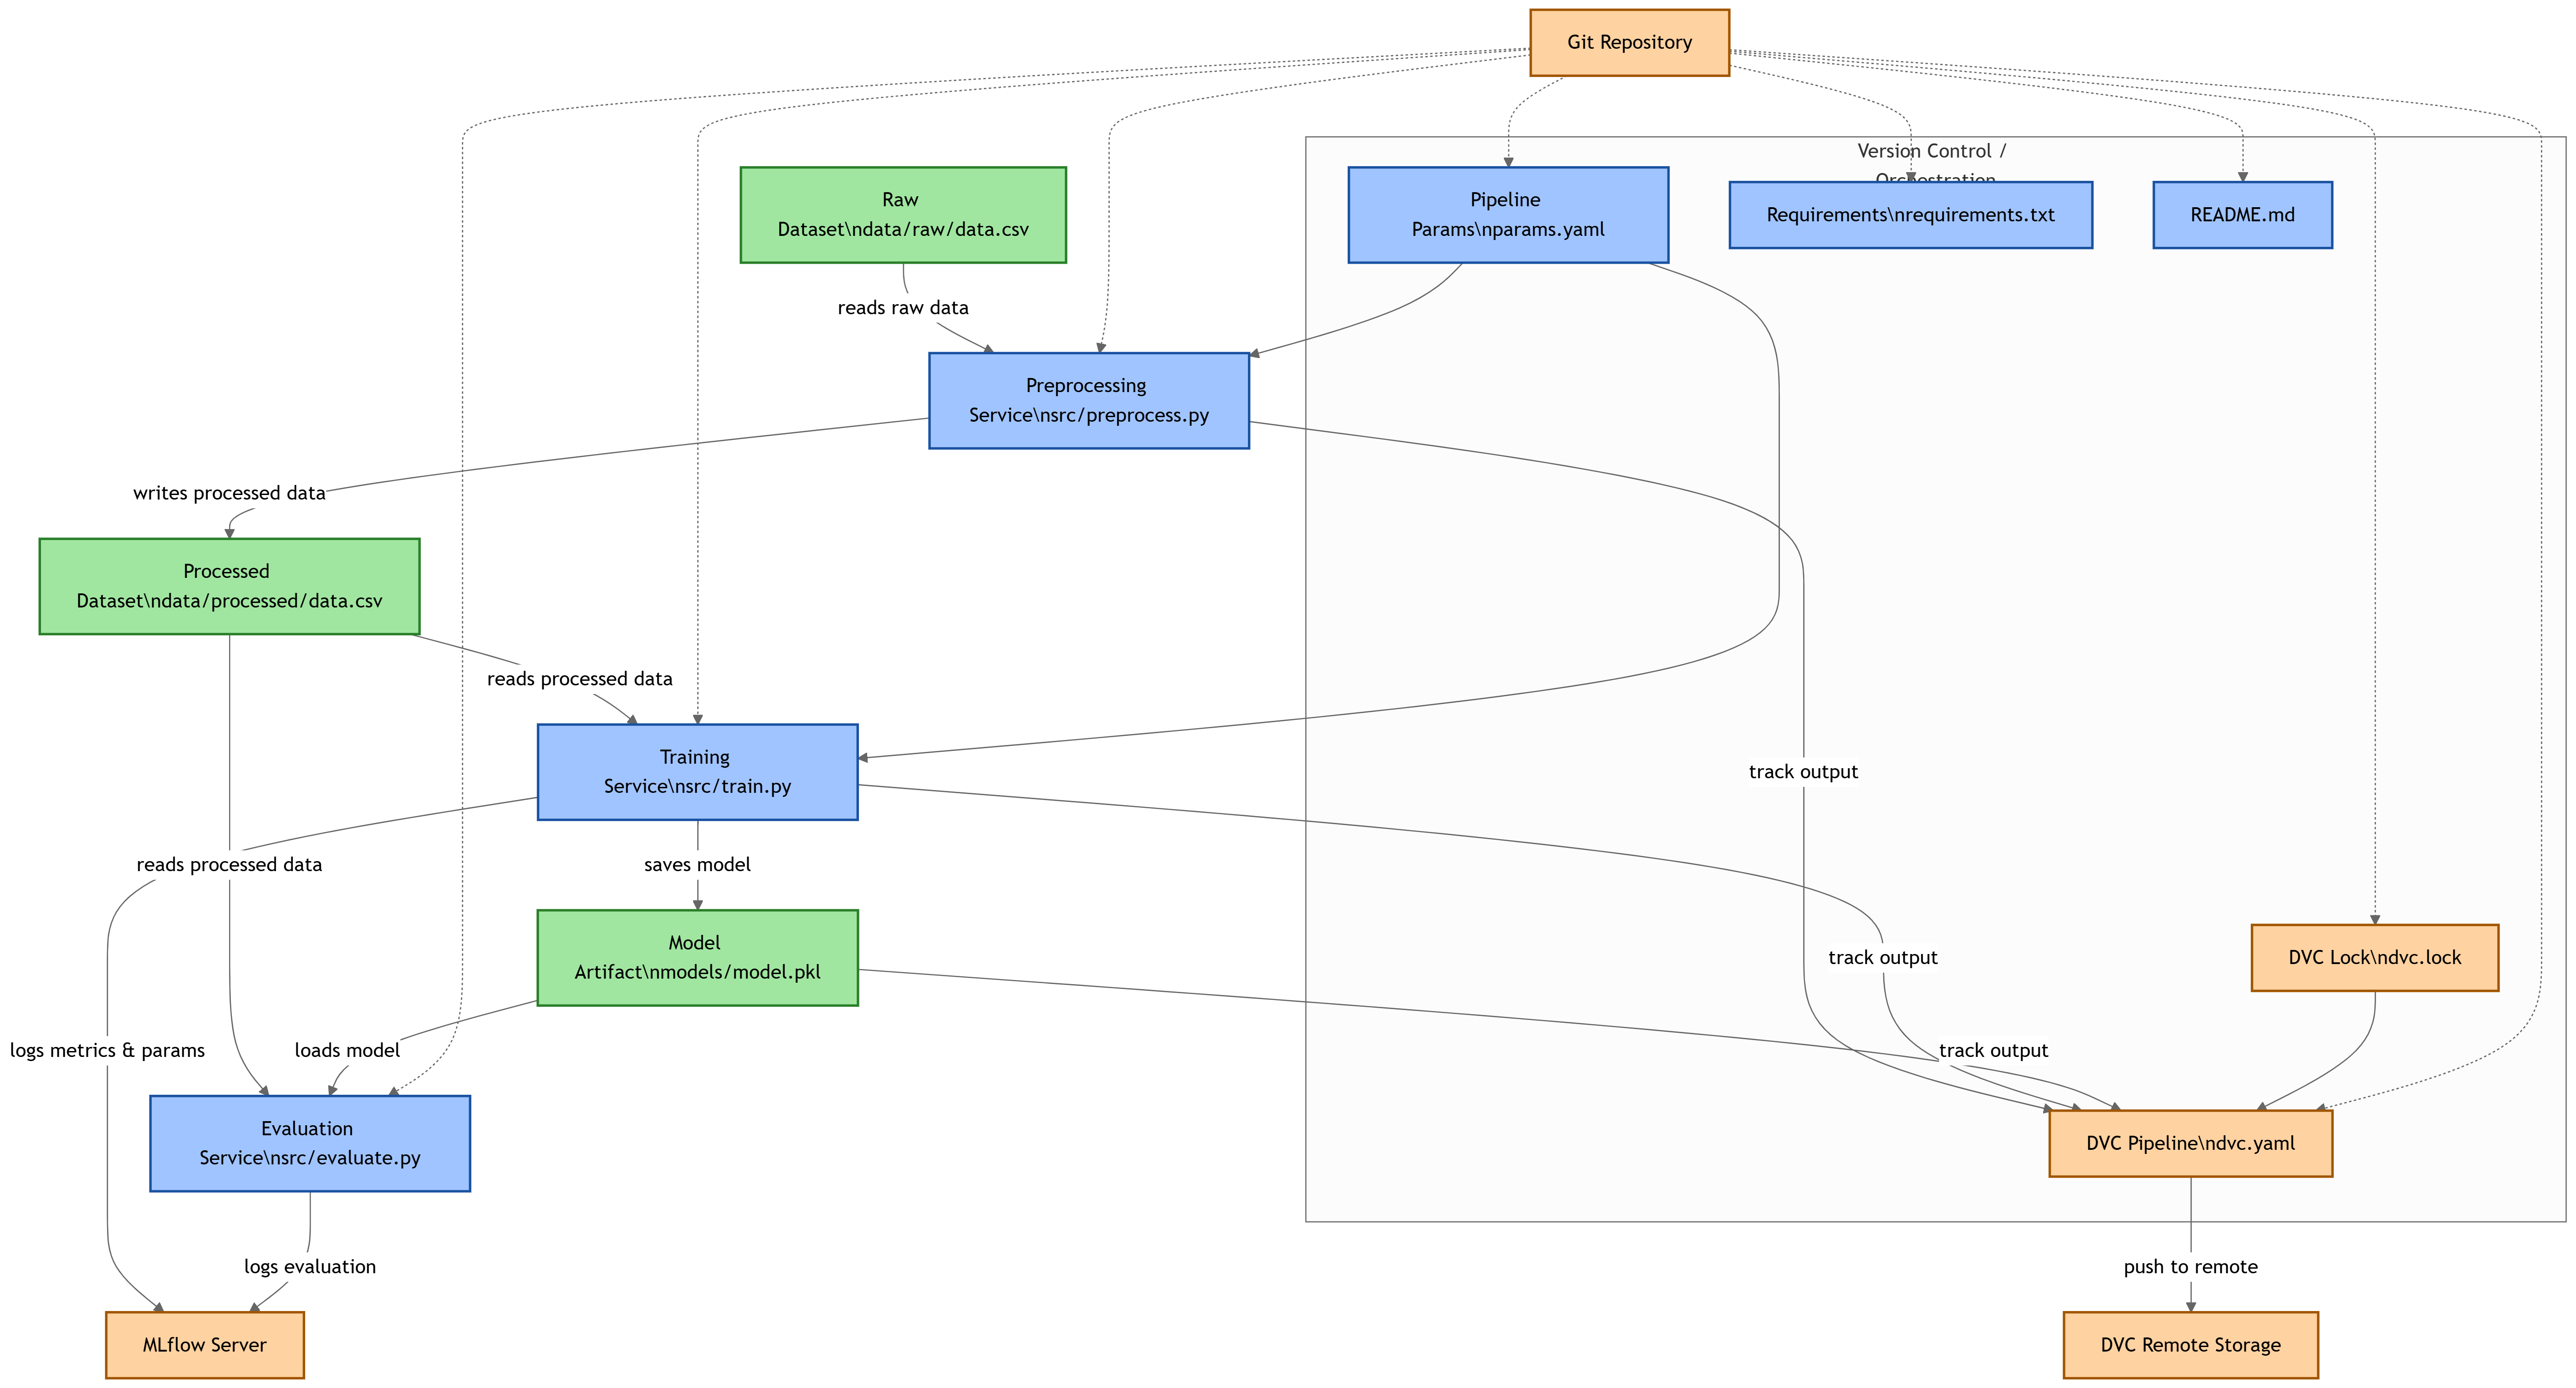 Git Repository
Version Control /
Orchestration
Raw
Dataset\ndata/raw/data.csv
Pipeline
Params\nparams.yaml
Requirements\nrequirements.txt
README.md
reads raw data
Preprocessing
Service\nsrc/preprocess.py
writes processed data
Processed
Dataset\ndata/processed/data.csv
reads processed data
Training
Service\nsrc/train.py
track output
reads processed data
saves model
Model
Artifact\nmodels/model.pkl
track output
DVC Lock\ndvc.lock
logs metrics & params
loads model
track output
Evaluation
Service\nsrc/evaluate.py
DVC Pipeline\ndvc.yaml
logs evaluation
push to remote
MLflow Server
DVC Remote Storage